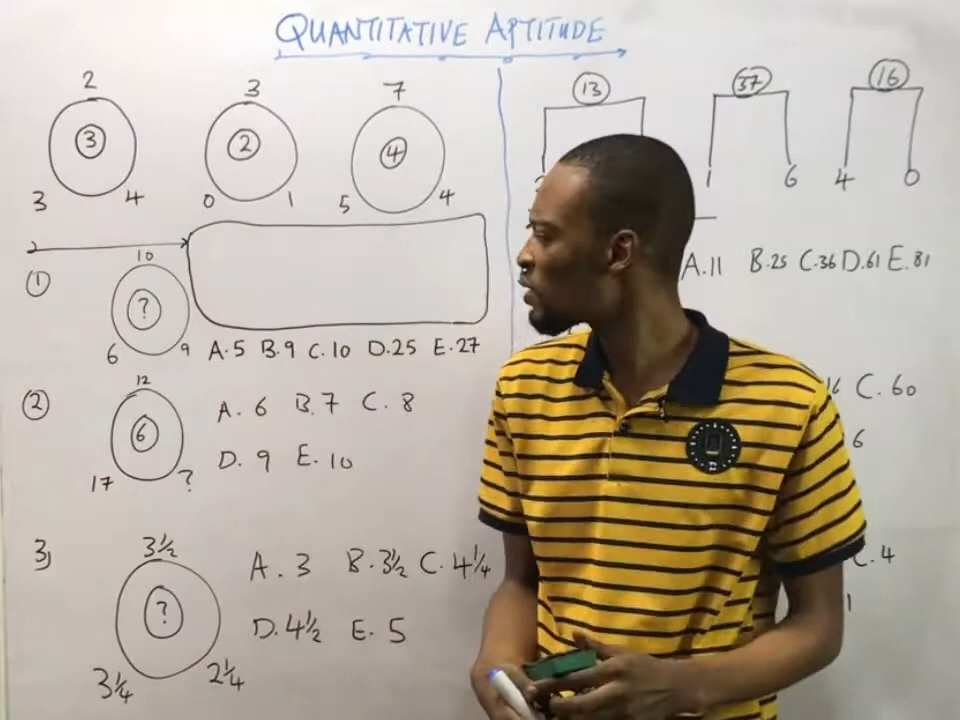 QUANTITATIVE APTITUDE
2 3 7
3 2 4
3 4 0 1 5 4
13 37 16
1 6 4 0
① 10
?
6 9
A.5 B.9 C.10 D.25 E.27
② 12
6
17 ?
A. 6 B. 7 C. 8
D. 9 E. 10
3) 3½
?
3¼ 2¼
A. 3 B. 3½ C. 4¼
D. 4½ E. 5
A.11 B.25 C.36 D.61 E.81
16 C. 60
6
C. 4
1